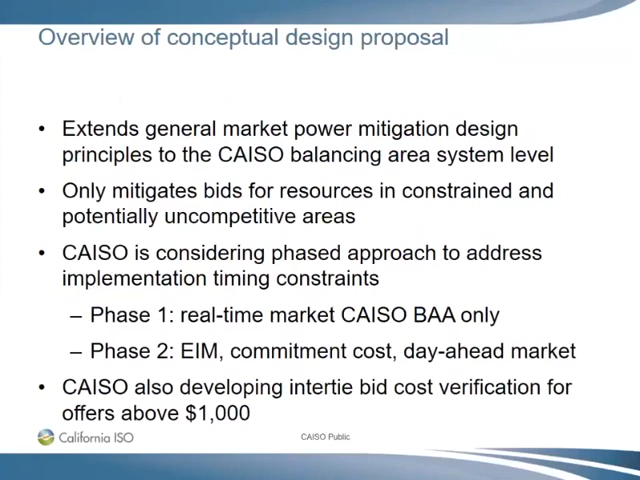 Overview of conceptual design proposal
• Extends general market power mitigation design
principles to the CAISO balancing area system level
• Only mitigates bids for resources in constrained and
potentially uncompetitive areas
• CAISO is considering phased approach to address
implementation timing constraints
– Phase 1: real-time market CAISO BAA only
– Phase 2: EIM, commitment cost, day-ahead market
• CAISO also developing intertie bid cost verification for
offers above $1,000
California ISO
CAISO Public